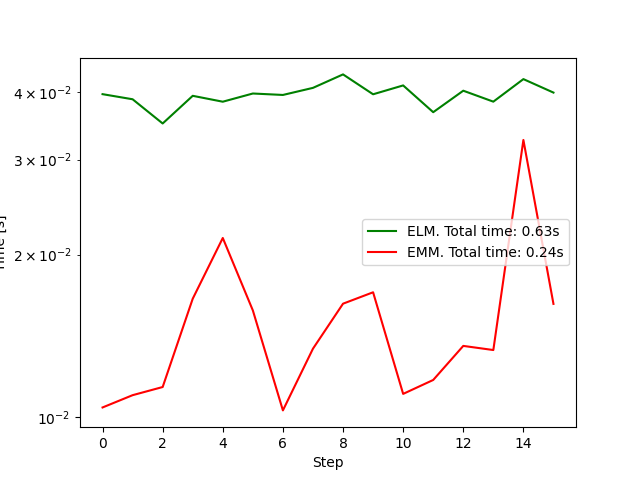 4 × 10⁻²
3 × 10⁻²
2 × 10⁻²
10⁻²
ELM. Total time: 0.63s
EMM. Total time: 0.24s
0 2 4 6 8 10 12 14
Step